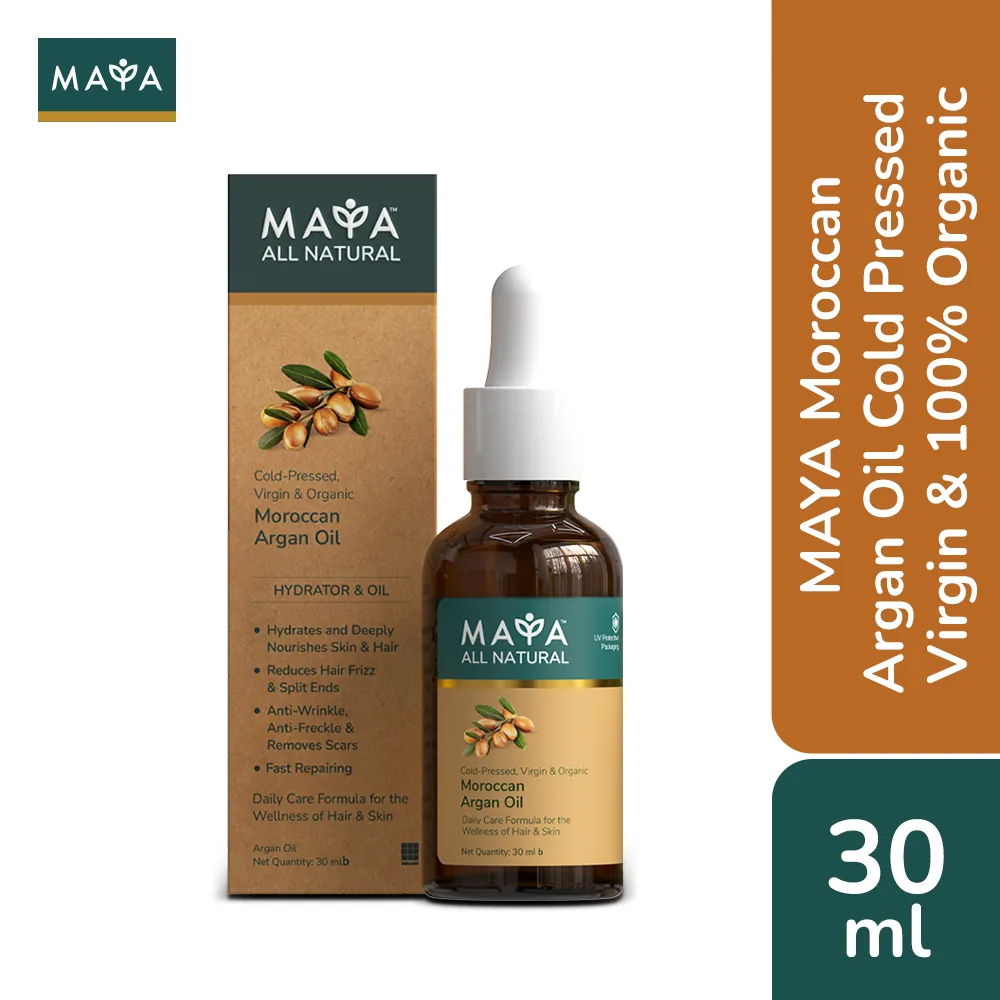 MAYA
MAYA™
ALL NATURAL
Cold-Pressed,
Virgin & Organic
Moroccan
Argan Oil
HYDRATOR & OIL
• Hydrates and Deeply
Nourishes Skin & Hair
• Reduces Hair Frizz
& Split Ends
• Anti-Wrinkle,
Anti-Freckle &
Removes Scars
• Fast Repairing
Daily Care Formula for the
Wellness of Hair & Skin
Argan Oil
Net Quantity: 30 mlb
MAYA™
ALL NATURAL
UV Protective
Packaging
Cold-Pressed, Virgin & Organic
Moroccan
Argan Oil
Daily Care Formula for the
Wellness of Hair & Skin
Net Quantity: 30 ml b
MAYA Moroccan
Argan Oil Cold Pressed
Virgin & 100% Organic
30
ml